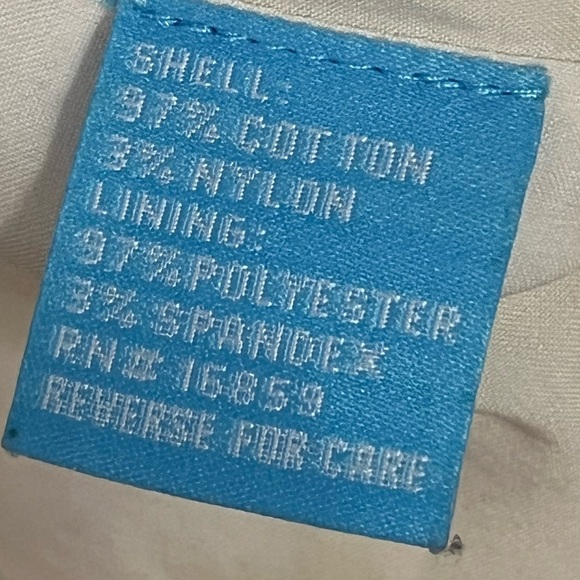 SHELL:
97% COTTON
3% NYLON
LINING:
97% POLYESTER
3% SPANDEX
RN# 16859
REVERSE FOR CARE